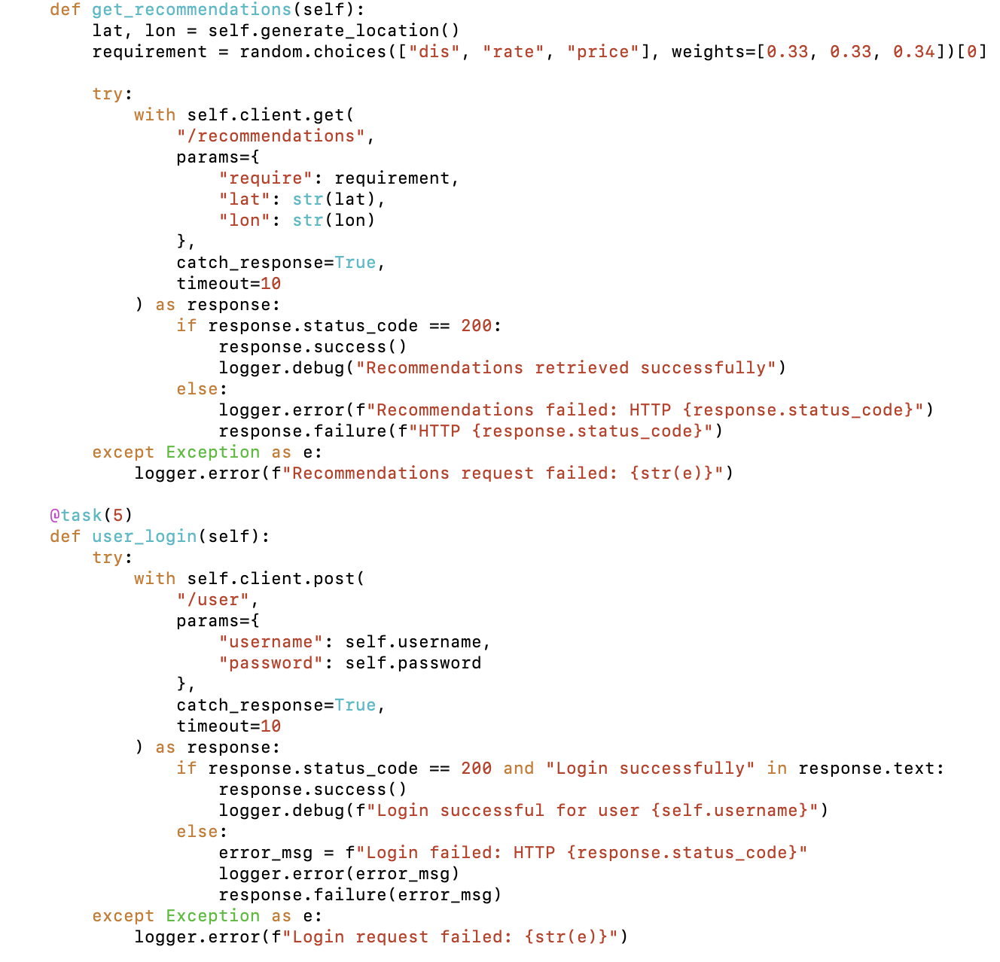 def get_recommendations(self):
    lat, lon = self.generate_location()
    requirement = random.choices(["dis", "rate", "price"], weights=[0.33, 0.33, 0.34])[0]

    try:
        with self.client.get(
            "/recommendations",
            params={
                "require": requirement,
                "lat": str(lat),
                "lon": str(lon)
            },
            catch_response=True,
            timeout=10
        ) as response:
            if response.status_code == 200:
                response.success()
                logger.debug("Recommendations retrieved successfully")
            else:
                logger.error(f"Recommendations failed: HTTP {response.status_code}")
                response.failure(f"HTTP {response.status_code}")
    except Exception as e:
        logger.error(f"Recommendations request failed: {str(e)}")

@task(5)
def user_login(self):
    try:
        with self.client.post(
            "/user",
            params={
                "username": self.username,
                "password": self.password
            },
            catch_response=True,
            timeout=10
        ) as response:
            if response.status_code == 200 and "Login successfully" in response.text:
                response.success()
                logger.debug(f"Login successful for user {self.username}")
            else:
                error_msg = f"Login failed: HTTP {response.status_code}"
                logger.error(error_msg)
                response.failure(error_msg)
    except Exception as e:
        logger.error(f"Login request failed: {str(e)}")